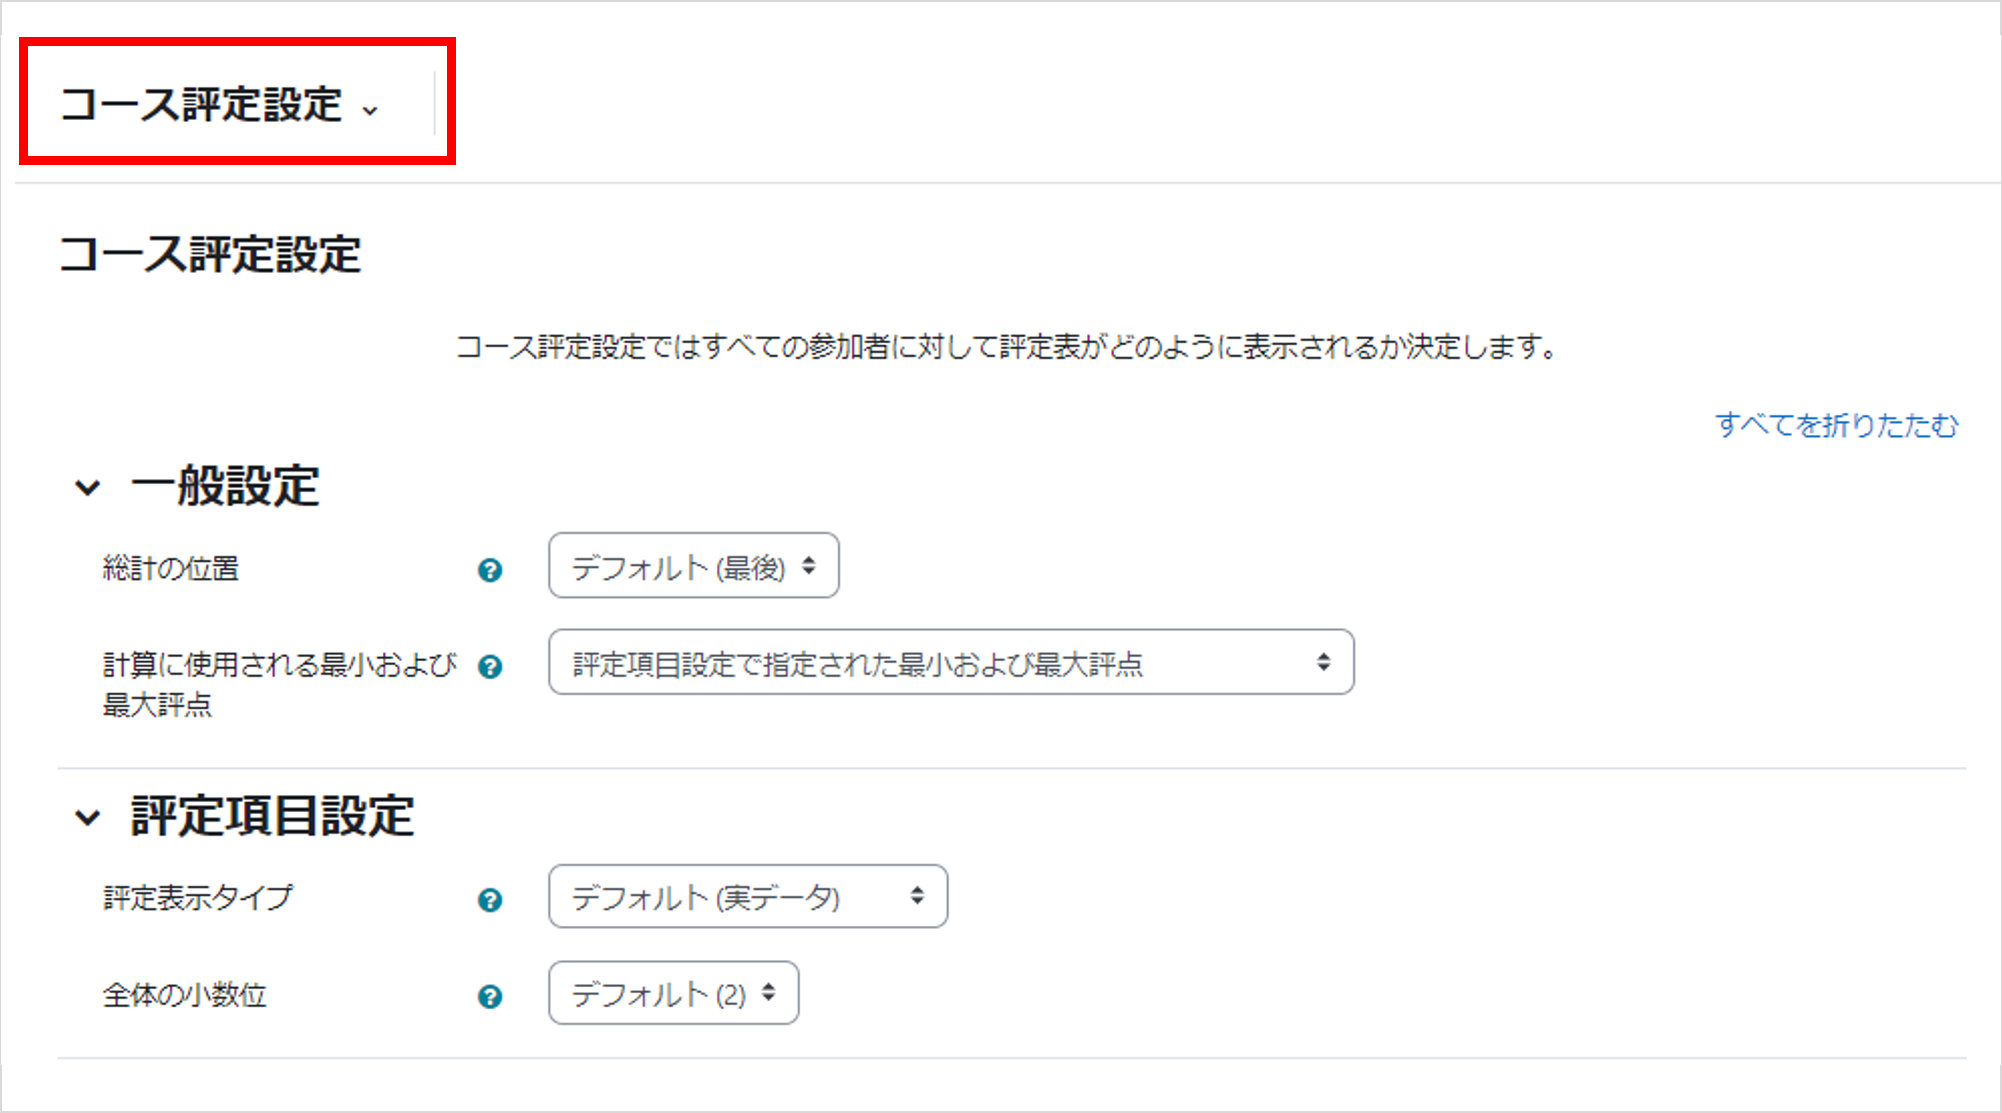 コース評定設定
コース評定設定
コース評定設定ではすべての参加者に対して評定表がどのように表示されるか決定します。
すべてを折りたたむ
一般設定
総計の位置
デフォルト (最後)
計算に使用される最小および
最大評点
評定項目設定で指定された最小および最大評点
評定項目設定
評定表示タイプ
デフォルト (実データ)
全体の小数位
デフォルト (2)